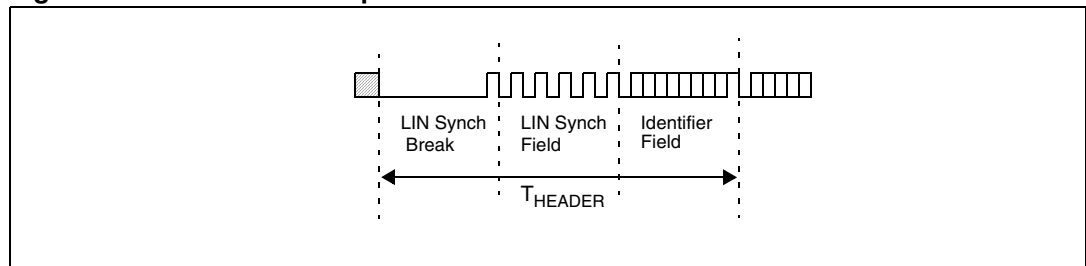 LIN Synch
Break
LIN Synch
Field
Identifier
Field
THEADER